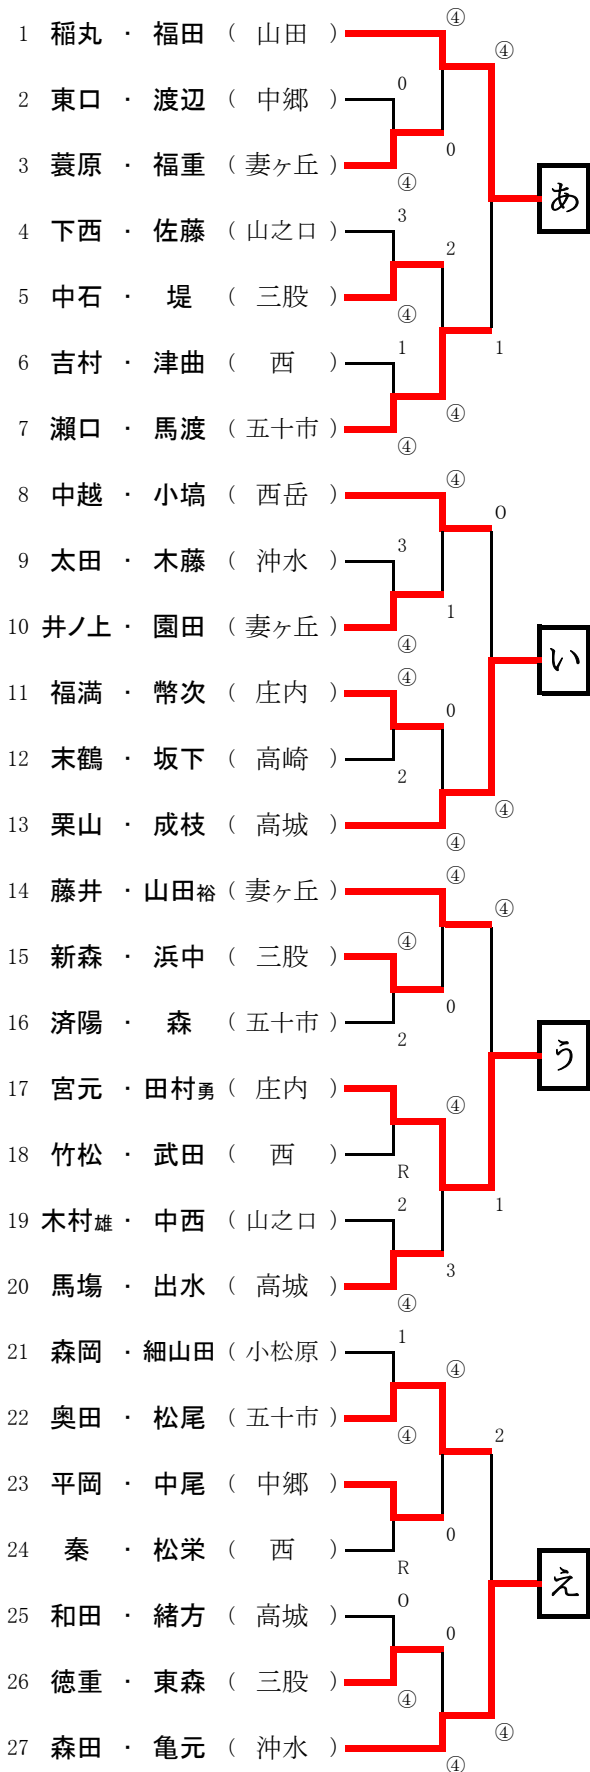 ④
1 稲丸 ・ 福田 ( 山田 )
④
0
2 東口 ・ 渡辺 ( 中郷 )
0
3 蓑原 ・ 福重 ( 妻ヶ丘 )
④
あ
3
4 下西 ・ 佐藤 ( 山之口 )
2
5 中石 ・ 堤 ( 三股 )
④
1
1
6 吉村 ・ 津曲 ( 西 )
④
7 瀬口 ・ 馬渡 ( 五十市 )
④
④
8 中越 ・ 小塙 ( 西岳 )
0
3
9 太田 ・ 木藤 ( 沖水 )
1
10 井ノ上 ・ 園田 ( 妻ヶ丘 )
④
い
④
11 福満 ・ 幣次 ( 庄内 )
0
12 末鶴 ・ 坂下 ( 高崎 )
2
④
13 栗山 ・ 成枝 ( 高城 )
④
④
14 藤井 ・ 山田裕 ( 妻ヶ丘 )
④
④
15 新森 ・ 浜中 ( 三股 )
0
16 済陽 ・ 森 ( 五十市 )
2
う
17 宮元 ・ 田村勇 ( 庄内 )
④
18 竹松 ・ 武田 ( 西 )
R
2
1
19 木村雄 ・ 中西 ( 山之口 )
3
20 馬塲 ・ 出水 ( 高城 )
④
1
21 森岡 ・ 細山田 ( 小松原 )
④
22 奥田 ・ 松尾 ( 五十市 )
④
2
23 平岡 ・ 中尾 ( 中郷 )
0
24 秦 ・ 松栄 ( 西 )
R
え
0
25 和田 ・ 緒方 ( 高城 )
0
26 徳重 ・ 東森 ( 三股 )
④
④
27 森田 ・ 亀元 ( 沖水 )
④